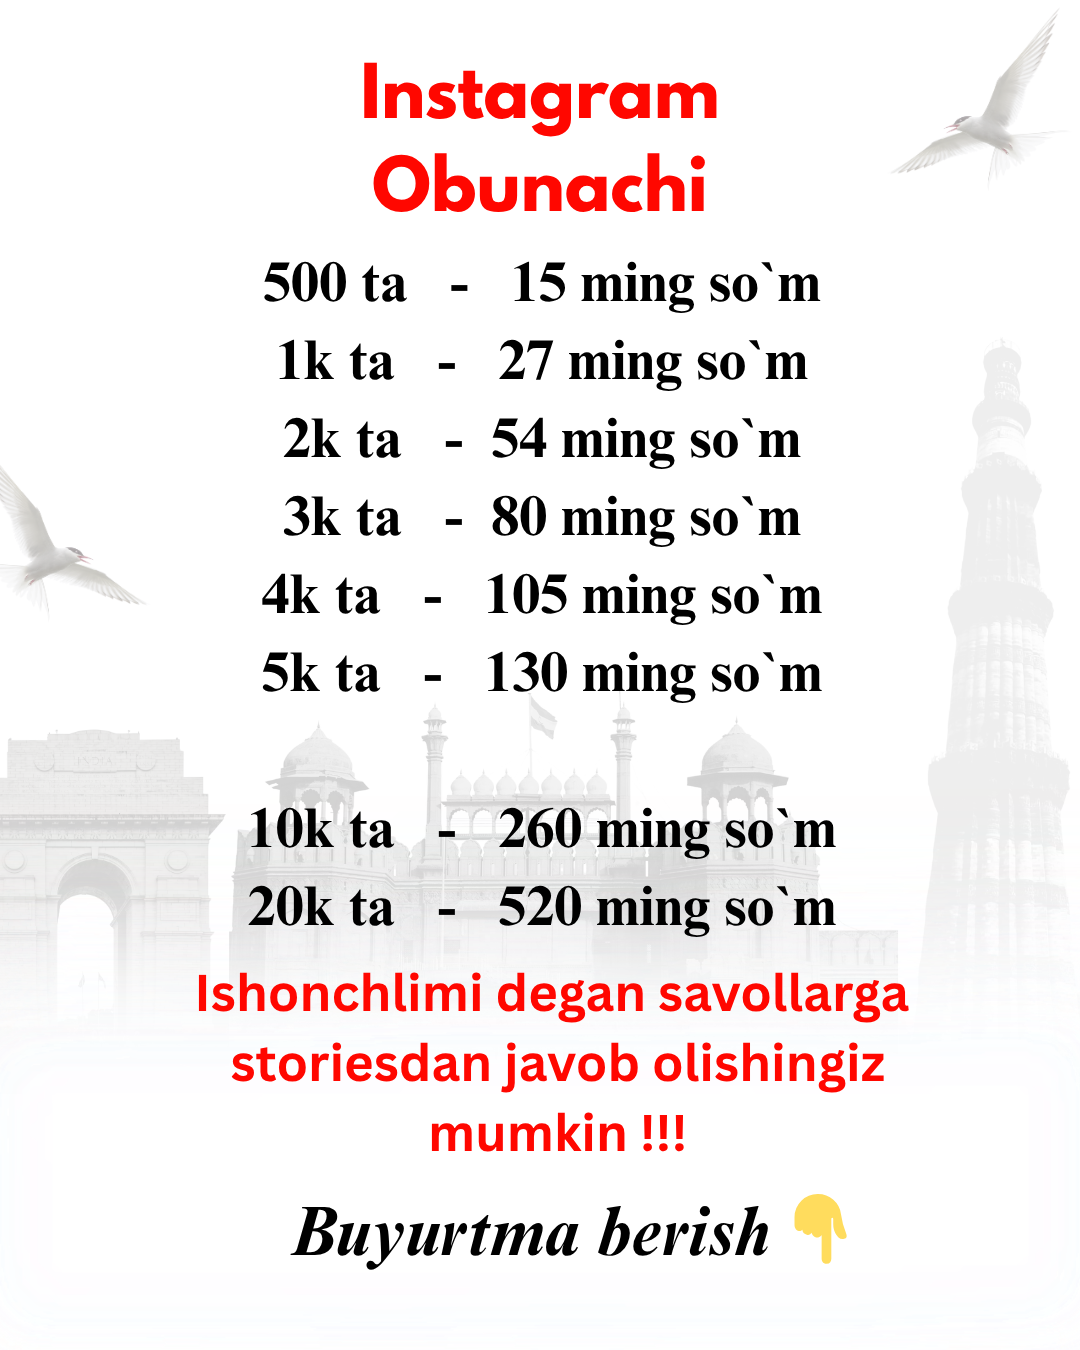 Instagram
Obunachi
500 ta - 15 ming so`m
1k ta - 27 ming so`m
2k ta - 54 ming so`m
3k ta - 80 ming so`m
4k ta - 105 ming so`m
5k ta - 130 ming so`m
10k ta - 260 ming so`m
20k ta - 520 ming so`m
Ishonchlimi degan savollarga
storiesdan javob olishingiz
mumkin !!!
Buyurtma berish 👇
INDIA